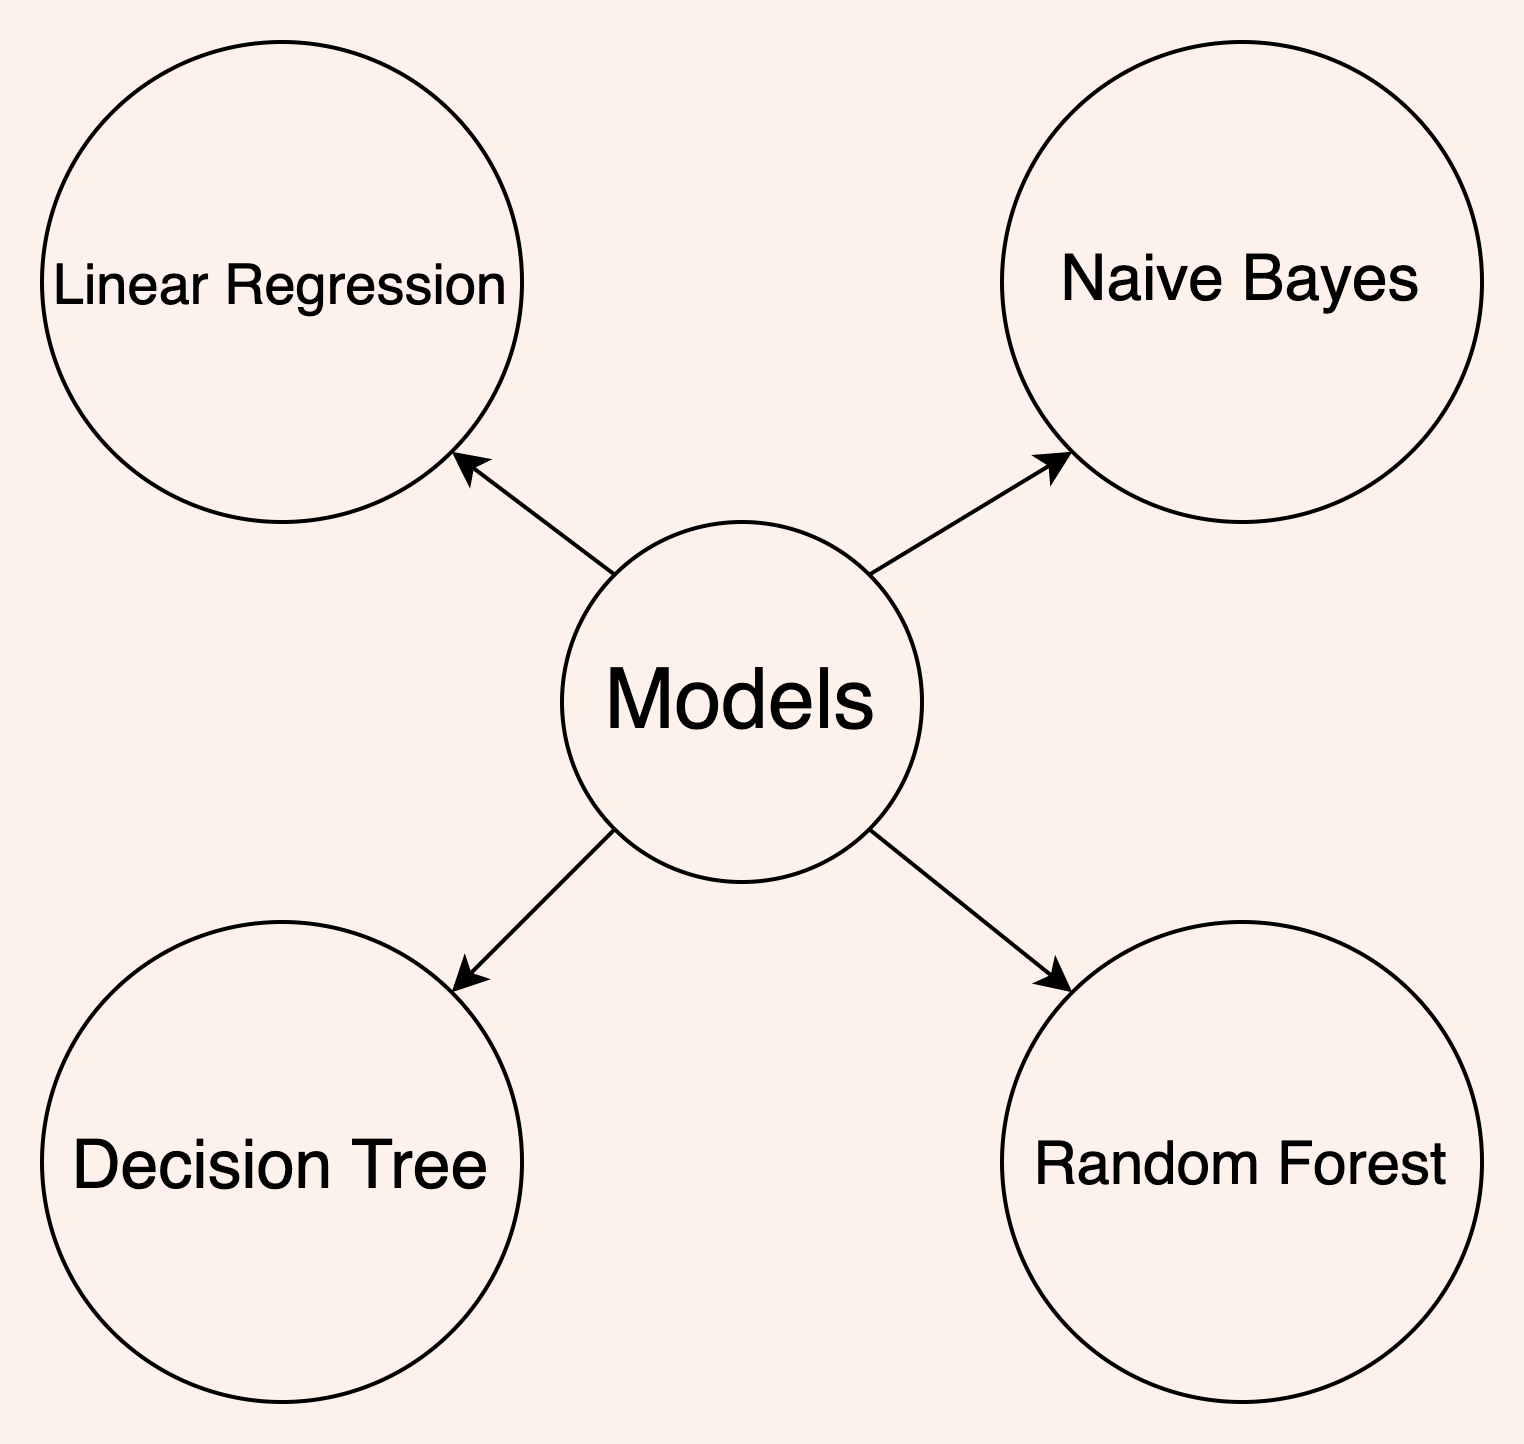 Linear Regression
Naive Bayes
Models
Decision Tree
Random Forest